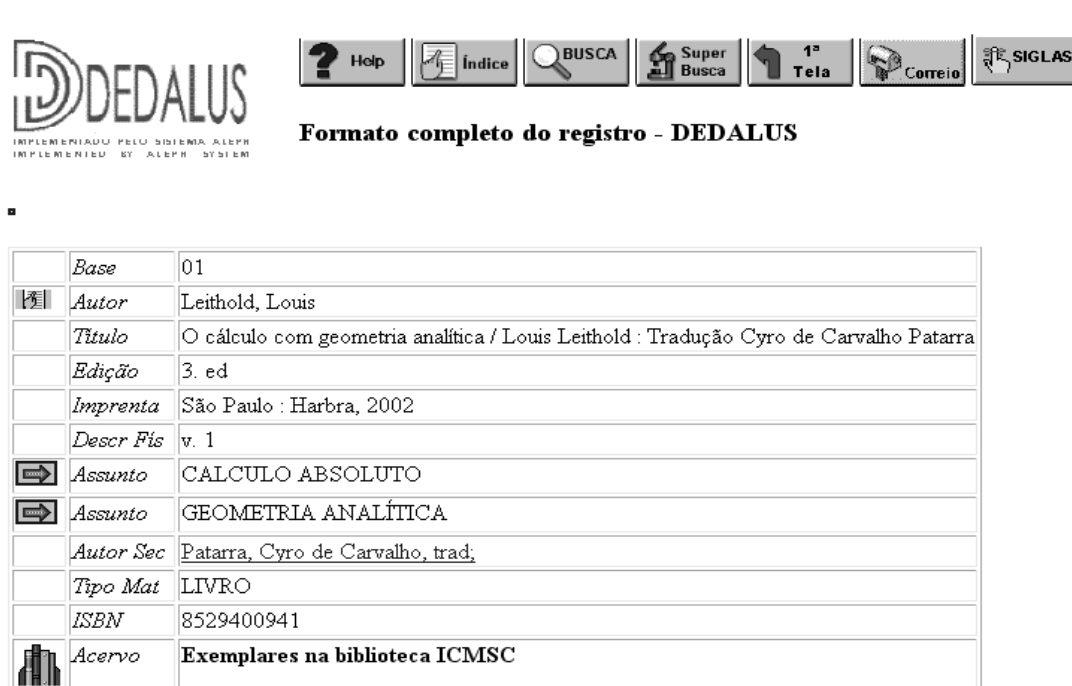 Help
Índice
BUSCA
Super Busca
1ª Tela
Correio
SIGLAS
DEDALUS
IMPLEMENTADO PELO SISTEMA ALEPH
IMPLEMENTED BY ALEPH SYSTEM
Formato completo do registro - DEDALUS
Base 01
Autor Leithold, Louis
Título O cálculo com geometria analítica / Louis Leithold : Tradução Cyro de Carvalho Patarra
Edição 3. ed
Imprenta São Paulo : Harbra, 2002
Descr Fís v. 1
Assunto CALCULO ABSOLUTO
Assunto GEOMETRIA ANALÍTICA
Autor Sec Patarra, Cyro de Carvalho, trad;
Tipo Mat LIVRO
ISBN 8529400941
Acervo Exemplares na biblioteca ICMSC